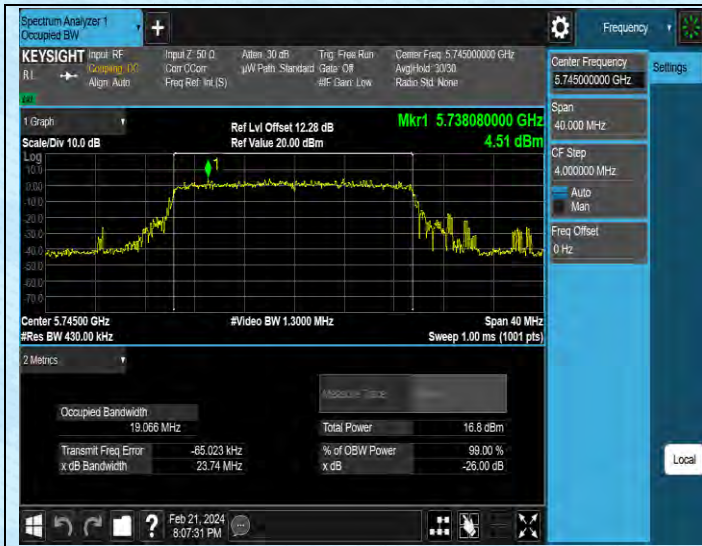 Spectrum Analyzer 1
Occupied BW
Frequency
KEYSIGHT
Input: RF
Coupling: DC
Align: Auto
Input Z: 50 Ω
Corr CCorr
Freq Ref: Int (S)
Atten: 30 dB
µW Path: Standard
Trig: Free Run
Gate: Off
#IF Gain: Low
Center Freq: 5.745000000 GHz
Avg|Hold: 30/30
Radio Std: None
Center Frequency
5.745000000 GHz
Settings
Span
40.000 MHz
CF Step
4.000000 MHz
Auto
Man
Freq Offset
0 Hz
1 Graph
Scale/Div 10.0 dB
Ref Lvl Offset 12.28 dB
Ref Value 20.00 dBm
Mkr1 5.738080000 GHz
4.51 dBm
Log
10.0
0.00
-10.0
-20.0
-30.0
-40.0
-50.0
-60.0
-70.0
1
Center 5.74500 GHz
#Res BW 430.00 kHz
#Video BW 1.3000 MHz
Span 40 MHz
Sweep 1.00 ms (1001 pts)
2 Metrics
Measure Trace
Occupied Bandwidth
19.066 MHz
Total Power
16.8 dBm
Transmit Freq Error
-65.023 kHz
% of OBW Power
99.00 %
x dB Bandwidth
23.74 MHz
x dB
-26.00 dB
Local
?
Feb 21, 2024
8:07:31 PM